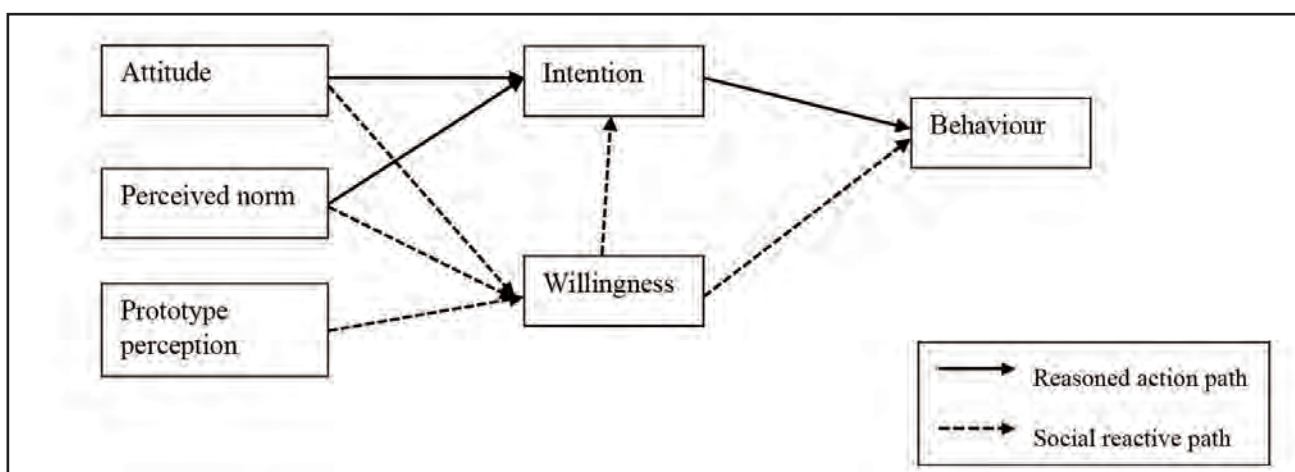 Attitude
Intention
Behaviour
Perceived norm
Willingness
Prototype
perception
Reasoned action path
Social reactive path